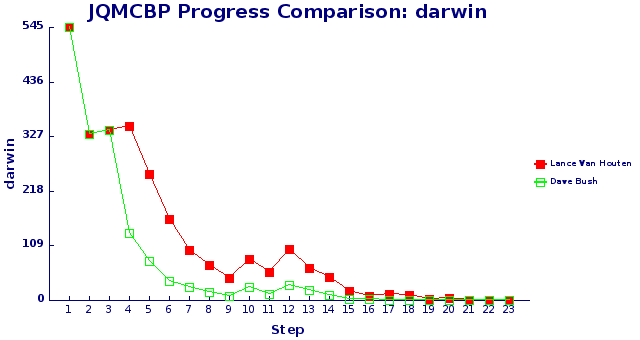 JQMCBP Progress Comparison: darwin
545
436
327
218
109
0
darwin
1 2 3 4 5 6 7 8 9 10 11 12 13 14 15 16 17 18 19 20 21 22 23
Step
Lance Van Houten
Dave Bush